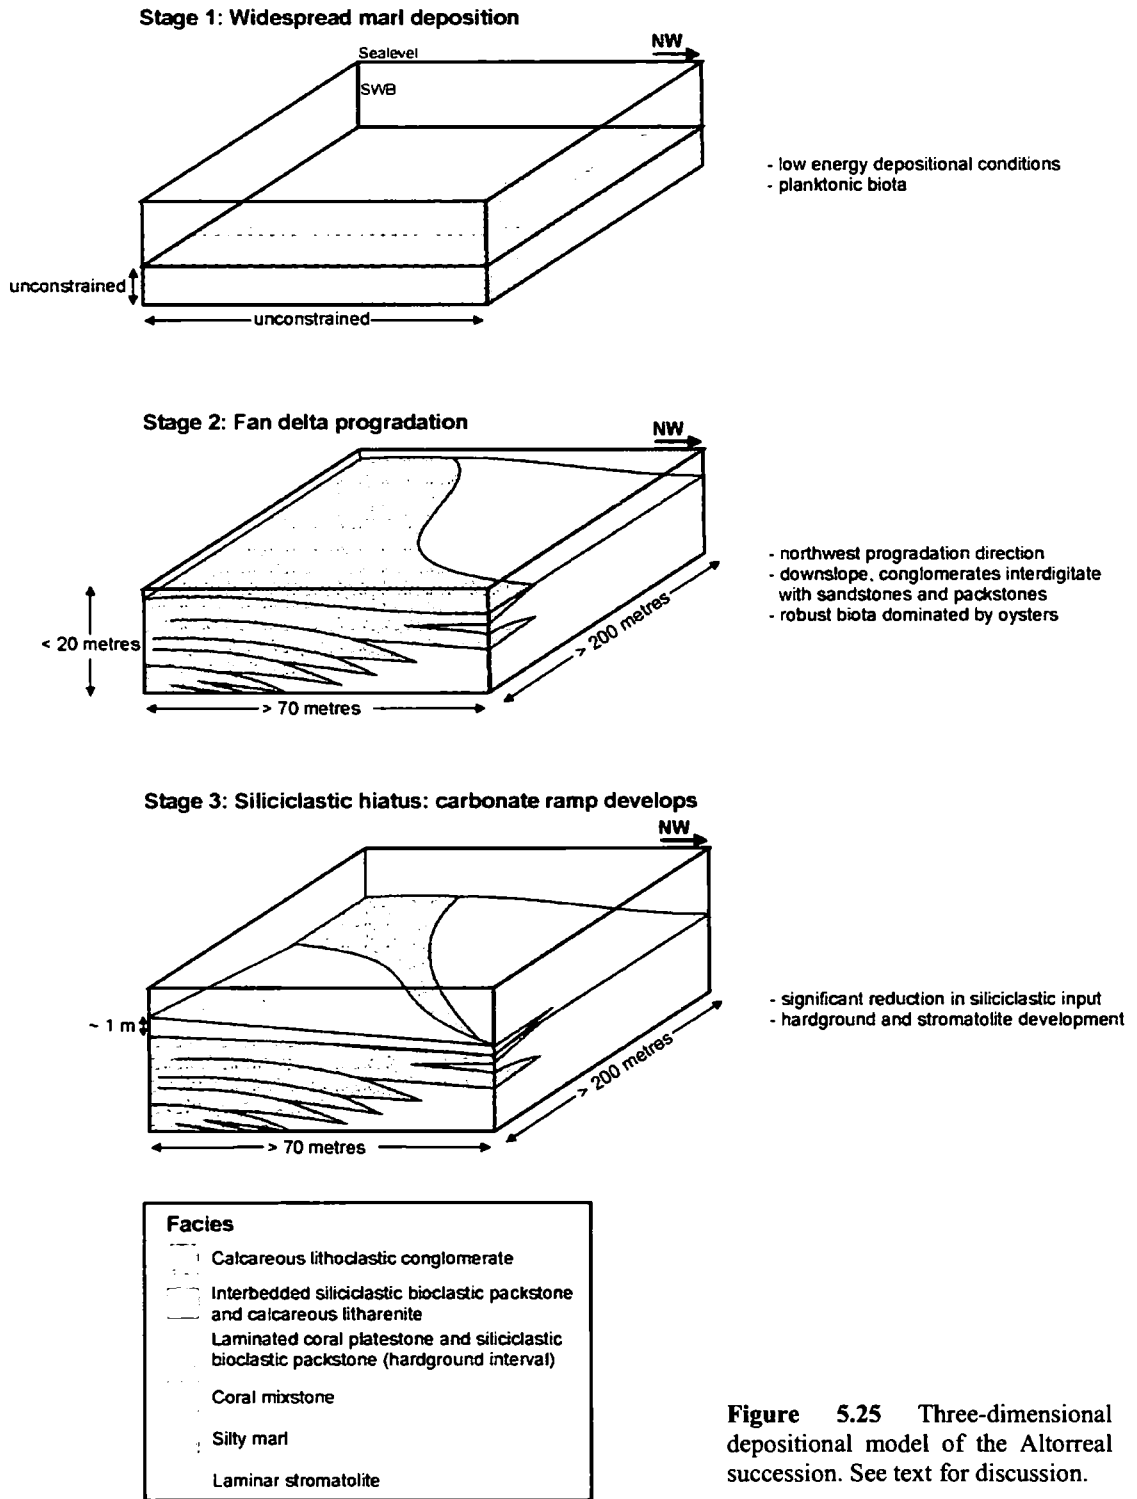 Stage 1: Widespread marl deposition
NW
Sealevel
SWB
- low energy depositional conditions
- planktonic biota
unconstrained
unconstrained
Stage 2: Fan delta progradation
NW
- northwest progradation direction
- downslope, conglomerates interdigitate
with sandstones and packstones
- robust biota dominated by oysters
< 20 metres
> 200 metres
> 70 metres
Stage 3: Siliciclastic hiatus: carbonate ramp develops
NW
- significant reduction in siliciclastic input
- hardground and stromatolite development
~ 1 m
> 200 metres
> 70 metres
Facies
Calcareous lithoclastic conglomerate
Interbedded siliciclastic bioclastic packstone
and calcareous litharenite
Laminated coral platestone and siliciclastic
bioclastic packstone (hardground interval)
Coral mixstone
Silty marl
Laminar stromatolite
Figure 5.25 Three-dimensional
depositional model of the Altorreal
succession. See text for discussion.